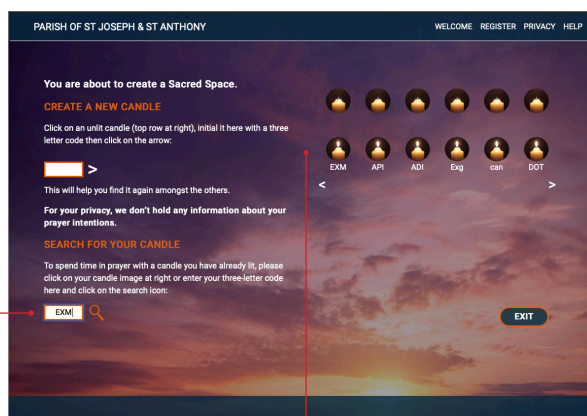 PARISH OF ST JOSEPH & ST ANTHONY
WELCOME REGISTER PRIVACY HELP
You are about to create a Sacred Space.
CREATE A NEW CANDLE
Click on an unlit candle (top row at right), initial it here with a three
letter code then click on the arrow:
>
This will help you find it again amongst the others.
For your privacy, we don't hold any information about your
prayer intentions.
SEARCH FOR YOUR CANDLE
To spend time in prayer with a candle you have already lit, please
click on your candle image at right or enter your three-letter code
here and click on the search icon:
EXM
EXM API ADI Exg can DOT
< >
EXIT